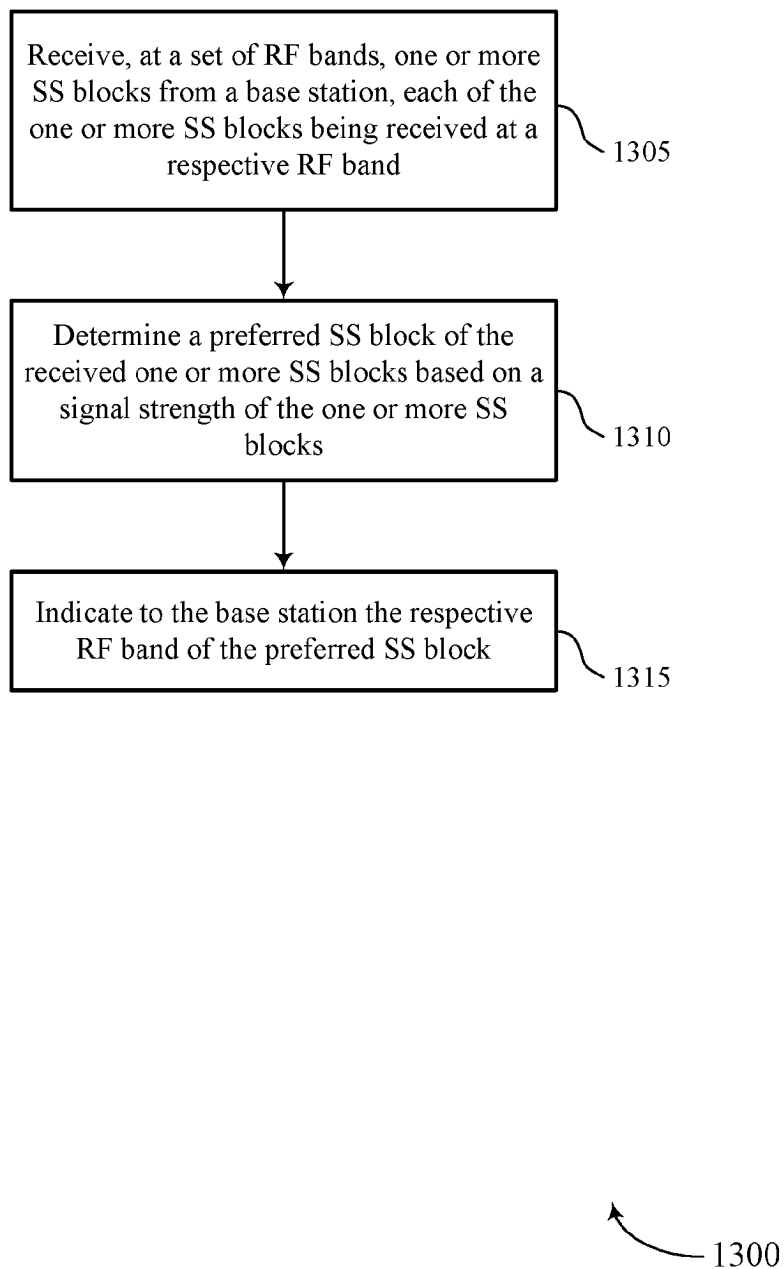 Receive, at a set of RF bands, one or more
SS blocks from a base station, each of the
one or more SS blocks being received at a
respective RF band
1305
Determine a preferred SS block of the
received one or more SS blocks based on a
signal strength of the one or more SS
blocks
1310
Indicate to the base station the respective
RF band of the preferred SS block
1315
1300